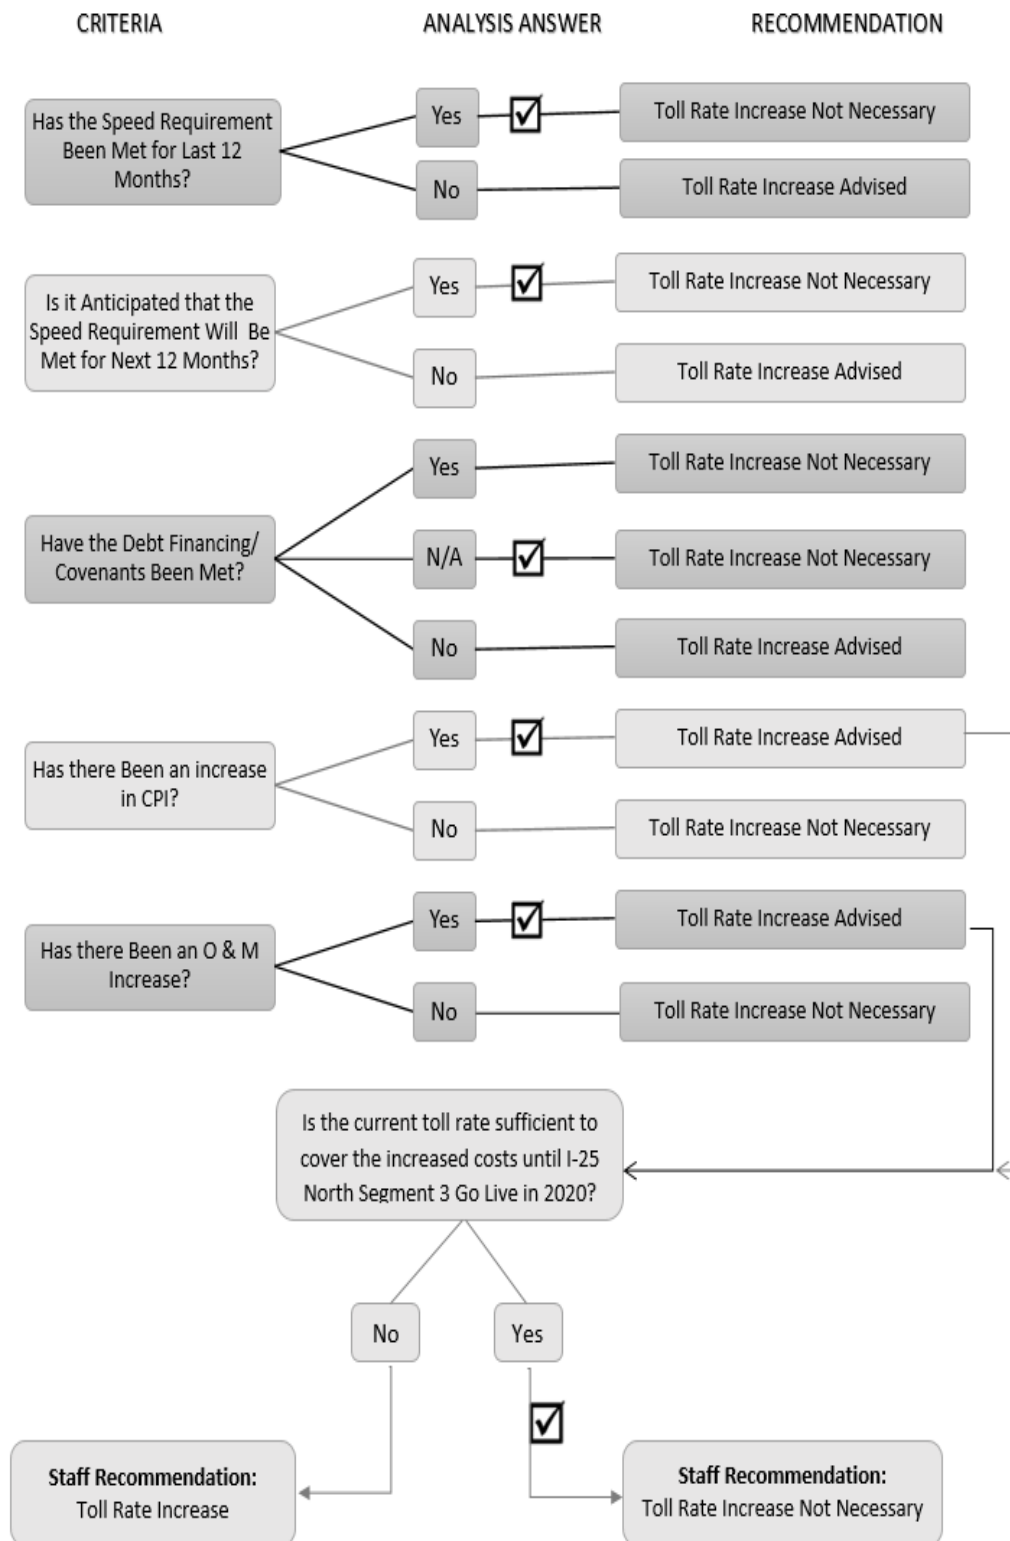 CRITERIA ANALYSIS ANSWER RECOMMENDATION
Has the Speed Requirement
Been Met for Last 12
Months?
Yes
Toll Rate Increase Not Necessary
No
Toll Rate Increase Advised
Is it Anticipated that the
Speed Requirement Will Be
Met for Next 12 Months?
Yes
Toll Rate Increase Not Necessary
No
Toll Rate Increase Advised
Have the Debt Financing/
Covenants Been Met?
Yes
Toll Rate Increase Not Necessary
N/A
Toll Rate Increase Not Necessary
No
Toll Rate Increase Advised
Has there Been an increase
in CPI?
Yes
Toll Rate Increase Advised
No
Toll Rate Increase Not Necessary
Has there Been an O & M
Increase?
Yes
Toll Rate Increase Advised
No
Toll Rate Increase Not Necessary
Is the current toll rate sufficient to
cover the increased costs until I-25
North Segment 3 Go Live in 2020?
No
Yes
Staff Recommendation:
Toll Rate Increase
Staff Recommendation:
Toll Rate Increase Not Necessary